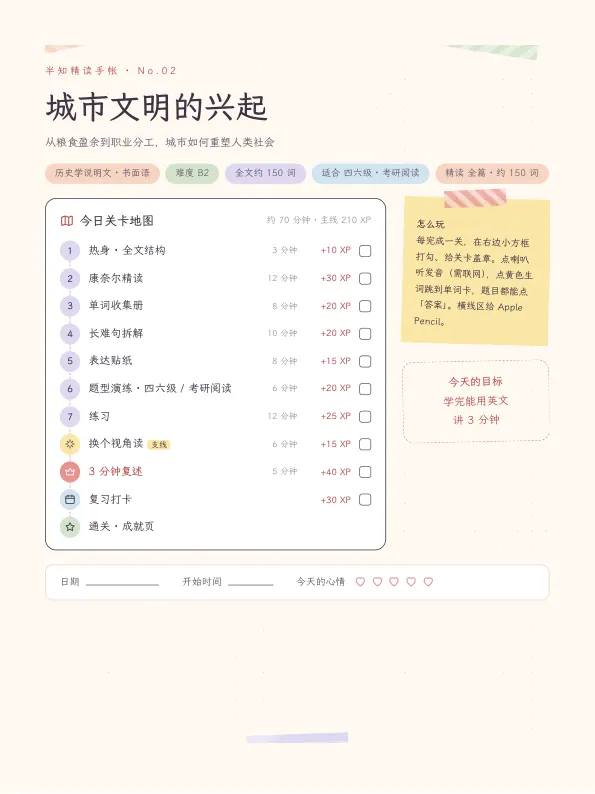 半知精读手帐 · No.02
城市文明的兴起
从粮食盈余到职业分工，城市如何重塑人类社会
历史学说明文 · 书面语
难度 B2
全文约 150 词
适合 四六级 · 考研阅读
精读 全篇 · 约 150 词
今日关卡地图 约 70 分钟 · 主线 210 XP
1 热身 · 全文结构 3 分钟 +10 XP
2 康奈尔精读 12 分钟 +30 XP
3 单词收集册 8 分钟 +20 XP
4 长难句拆解 10 分钟 +20 XP
5 表达贴纸 8 分钟 +15 XP
6 题型演练 · 四六级 / 考研阅读 6 分钟 +20 XP
7 练习 12 分钟 +25 XP
换个视角读 支线 6 分钟 +15 XP
3 分钟复述 5 分钟 +40 XP
复习打卡 +30 XP
通关 · 成就页
怎么玩
每完成一关，在右边小方框
打勾、给关卡盖章。点喇叭
听发音（需联网），点黄色生
词跳到单词卡，题目都能点
「答案」。横线区给 Apple
Pencil。
今天的目标
学完能用英文
讲 3 分钟
日期 开始时间 今天的心情